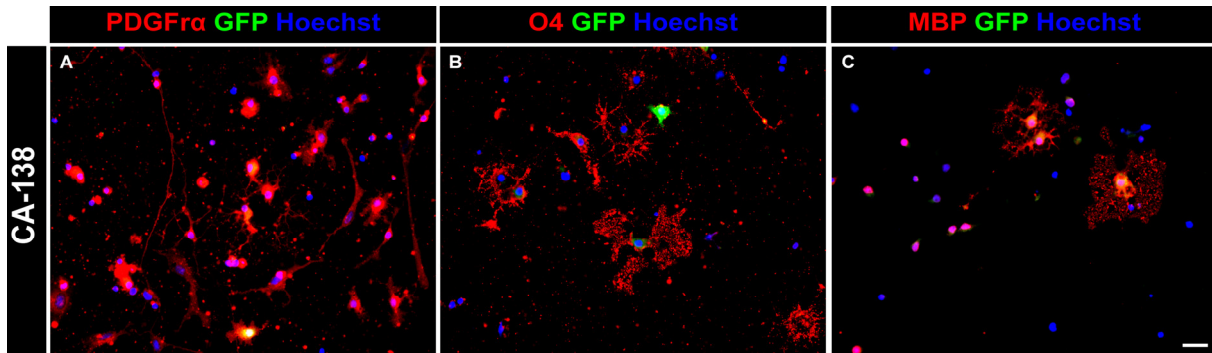 PDGFrα GFP Hoechst
O4 GFP Hoechst
MBP GFP Hoechst
CA-138
A
B
C